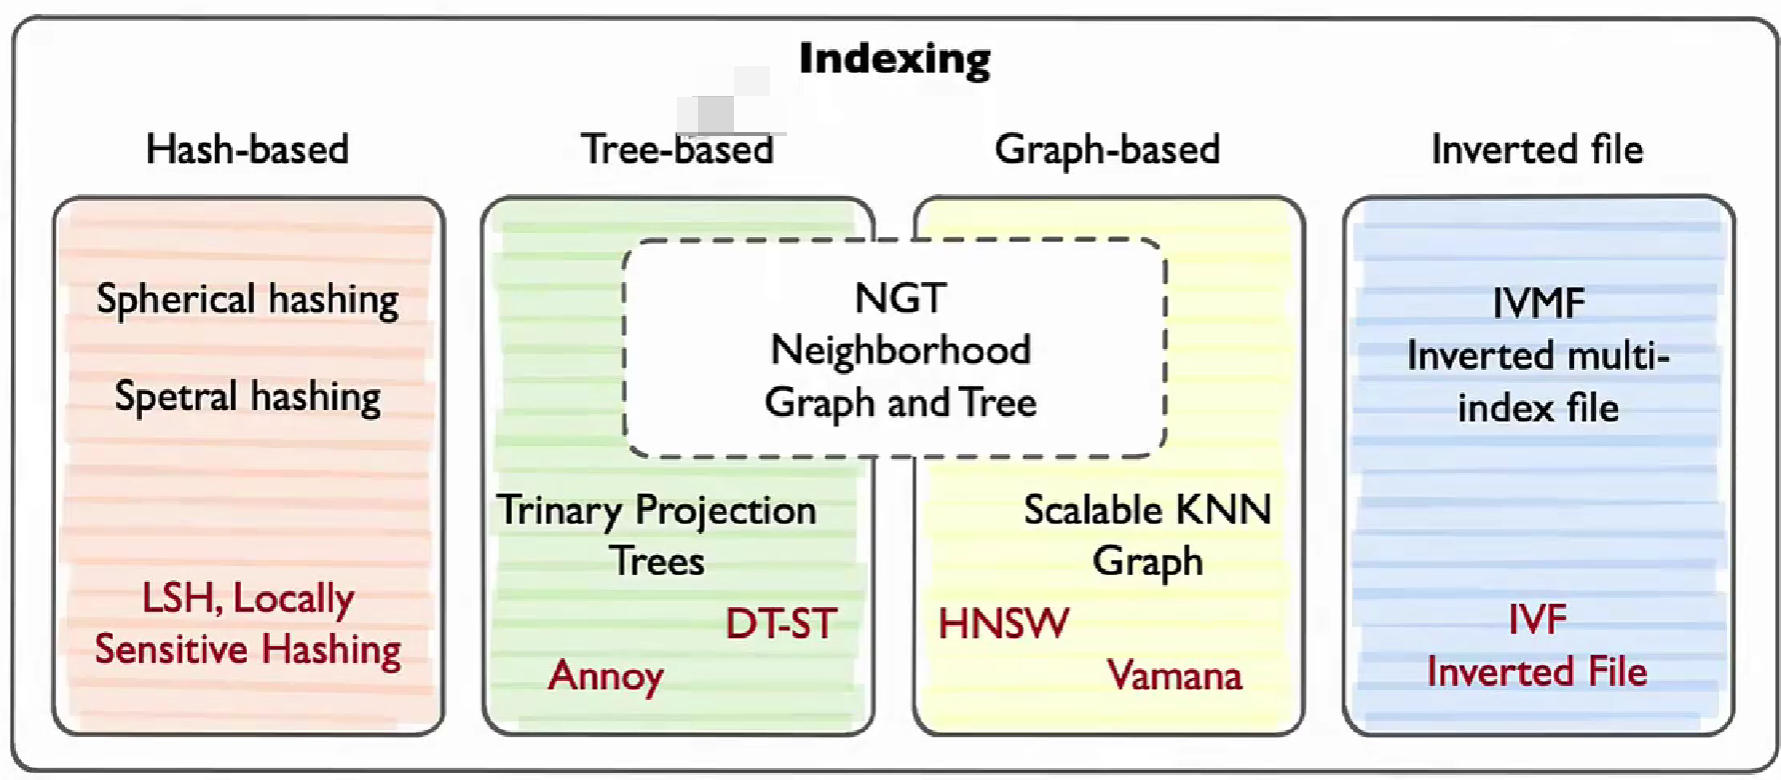 Indexing
Hash-based
Tree-based
Graph-based
Inverted file
Spherical hashing
Spetral hashing
LSH, Locally
Sensitive Hashing
NGT
Neighborhood
Graph and Tree
Trinary Projection
Trees
DT-ST
Annoy
Scalable KNN
Graph
HNSW
Vamana
IVMF
Inverted multi-
index file
IVF
Inverted File